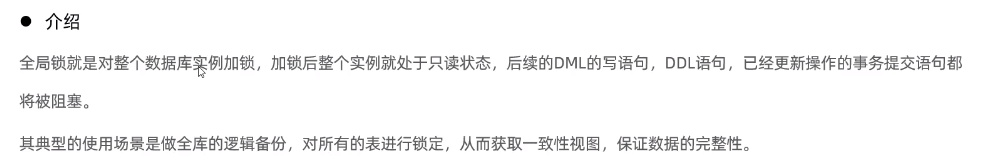 ● 介绍
全局锁就是对整个数据库实例加锁，加锁后整个实例就处于只读状态，后续的DML的写语句，DDL语句，已经更新操作的事务提交语句都
将被阻塞。
其典型的使用场景是做全库的逻辑备份，对所有的表进行锁定，从而获取一致性视图，保证数据的完整性。